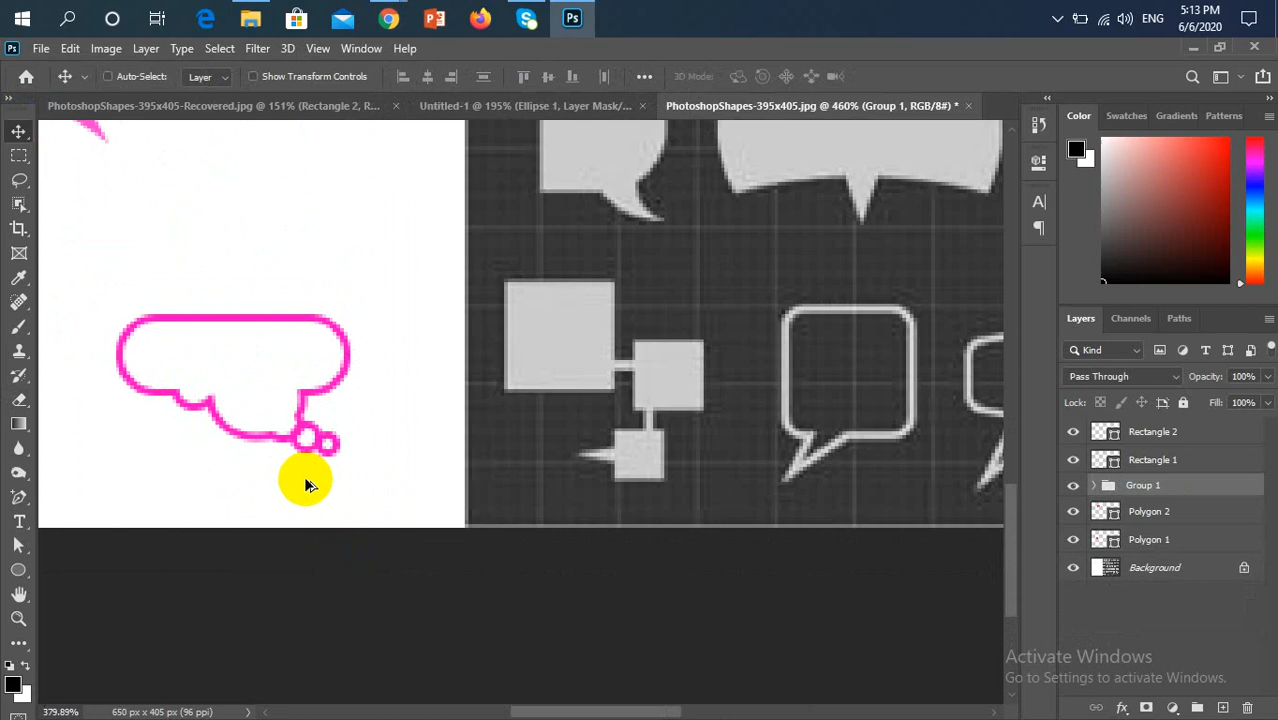 5:13 PM
ENG
6/6/2020
Ps
File Edit Image Layer Type Select Filter 3D View Window Help
Auto-Select: Layer Show Transform Controls 3D Mode:
PhotoshopShapes-395x405-Recovered.jpg @ 151% (Rectangle 2, R... × Untitled-1 @ 195% (Ellipse 1, Layer Mask/... × PhotoshopShapes-395x405.jpg @ 460% (Group 1, RGB/8#) * ×
Color Swatches Gradients Patterns
Layers Channels Paths
Kind
Pass Through Opacity: 100%
Lock: Fill: 100%
Rectangle 2
Rectangle 1
Group 1
Polygon 2
Polygon 1
Background
Activate Windows
Go to Settings to activate Windows.
379.89% 650 px x 405 px (96 ppi)